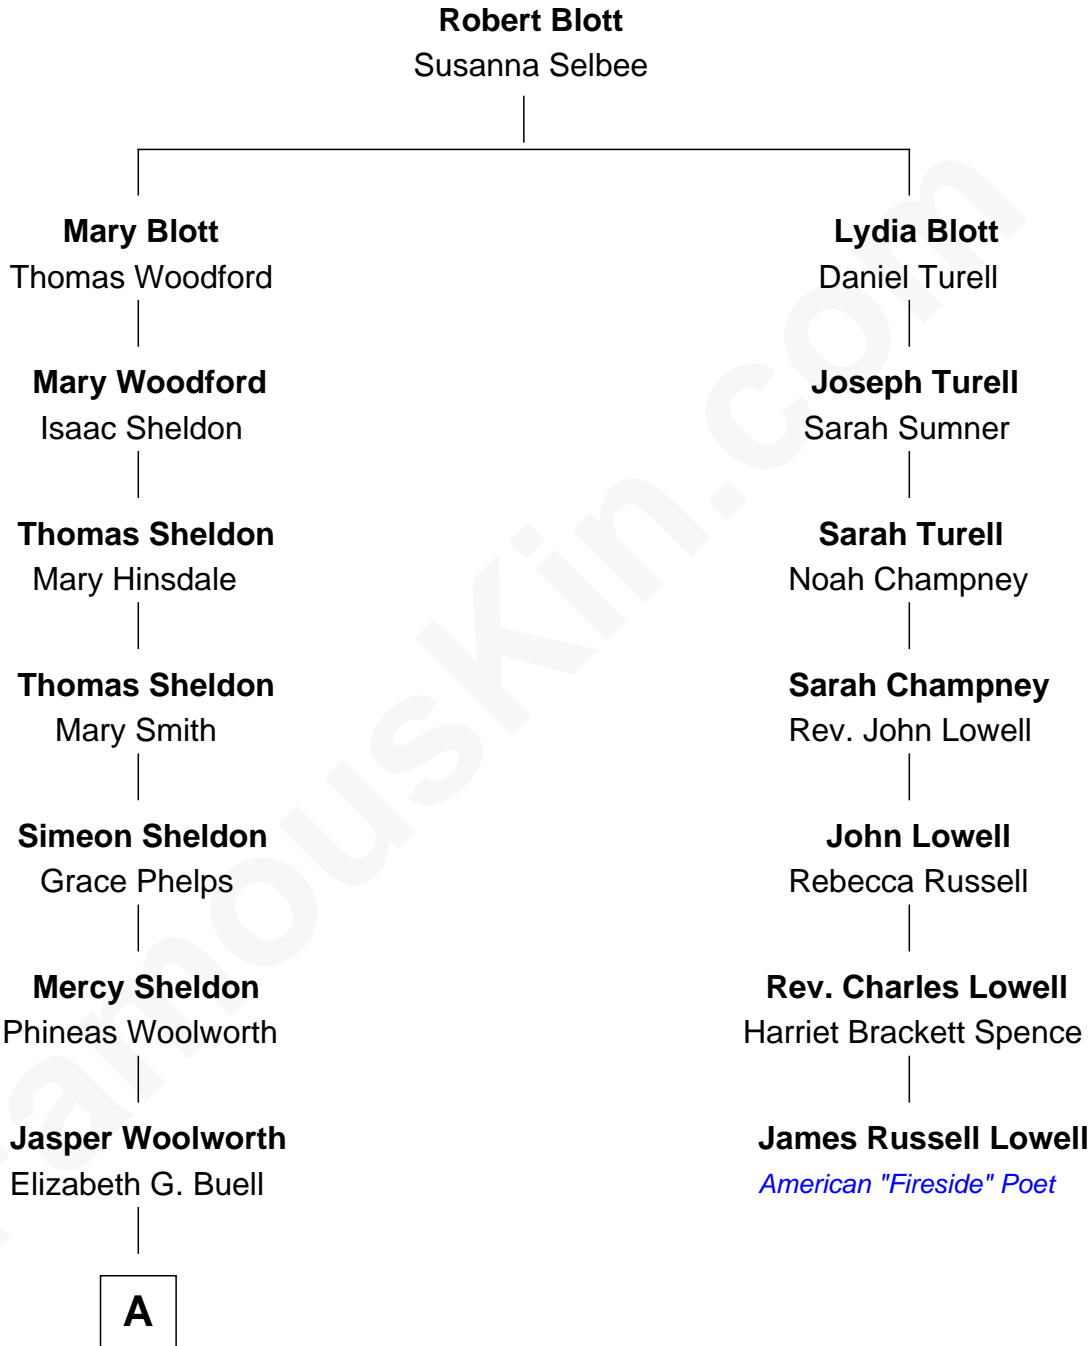 Robert Blott
Susanna Selbee
Mary Blott
Thomas Woodford
Lydia Blott
Daniel Turell
Mary Woodford
Isaac Sheldon
Joseph Turell
Sarah Sumner
Thomas Sheldon
Mary Hinsdale
Sarah Turell
Noah Champney
Thomas Sheldon
Mary Smith
Sarah Champney
Rev. John Lowell
Simeon Sheldon
Grace Phelps
John Lowell
Rebecca Russell
Mercy Sheldon
Phineas Woolworth
Rev. Charles Lowell
Harriet Brackett Spence
Jasper Woolworth
Elizabeth G. Buell
James Russell Lowell
American "Fireside" Poet
A
FamousKin.com